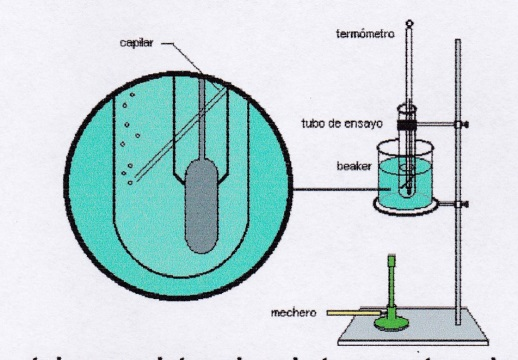 capilar
termómetro
tubo de ensayo
beaker
mechero